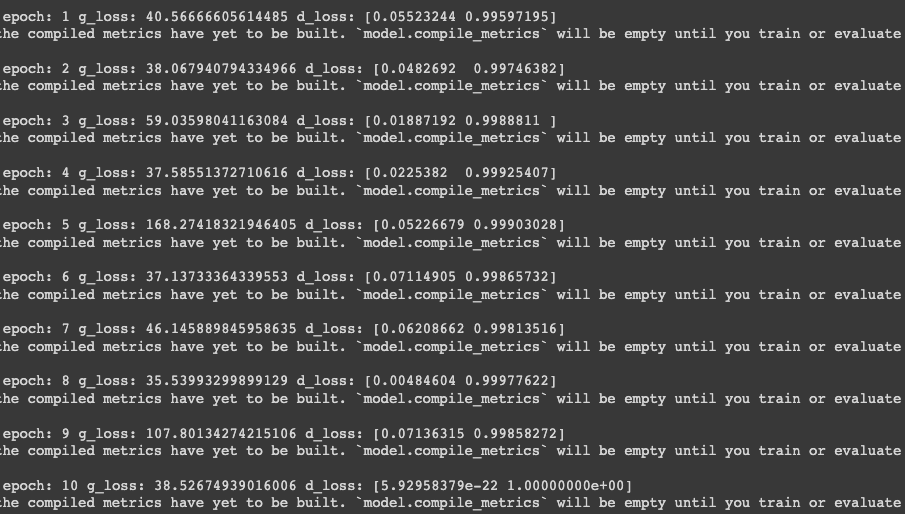 epoch: 1 g_loss: 40.56666605614485 d_loss: [0.05523244 0.99597195]
he compiled metrics have yet to be built. `model.compile_metrics` will be empty until you train or evaluate
epoch: 2 g_loss: 38.067940794334966 d_loss: [0.0482692  0.99746382]
he compiled metrics have yet to be built. `model.compile_metrics` will be empty until you train or evaluate
epoch: 3 g_loss: 59.03598041163084 d_loss: [0.01887192 0.9988811 ]
he compiled metrics have yet to be built. `model.compile_metrics` will be empty until you train or evaluate
epoch: 4 g_loss: 37.58551372710616 d_loss: [0.0225382  0.99925407]
he compiled metrics have yet to be built. `model.compile_metrics` will be empty until you train or evaluate
epoch: 5 g_loss: 168.27418321946405 d_loss: [0.05226679 0.99903028]
he compiled metrics have yet to be built. `model.compile_metrics` will be empty until you train or evaluate
epoch: 6 g_loss: 37.13733364339553 d_loss: [0.07114905 0.99865732]
he compiled metrics have yet to be built. `model.compile_metrics` will be empty until you train or evaluate
epoch: 7 g_loss: 46.145889845958635 d_loss: [0.06208662 0.99813516]
he compiled metrics have yet to be built. `model.compile_metrics` will be empty until you train or evaluate
epoch: 8 g_loss: 35.53993299899129 d_loss: [0.00484604 0.99977622]
he compiled metrics have yet to be built. `model.compile_metrics` will be empty until you train or evaluate
epoch: 9 g_loss: 107.80134274215106 d_loss: [0.07136315 0.99858272]
he compiled metrics have yet to be built. `model.compile_metrics` will be empty until you train or evaluate
epoch: 10 g_loss: 38.52674939016006 d_loss: [5.92958379e-22 1.00000000e+00]
he compiled metrics have yet to be built. `model.compile_metrics` will be empty until you train or evaluate